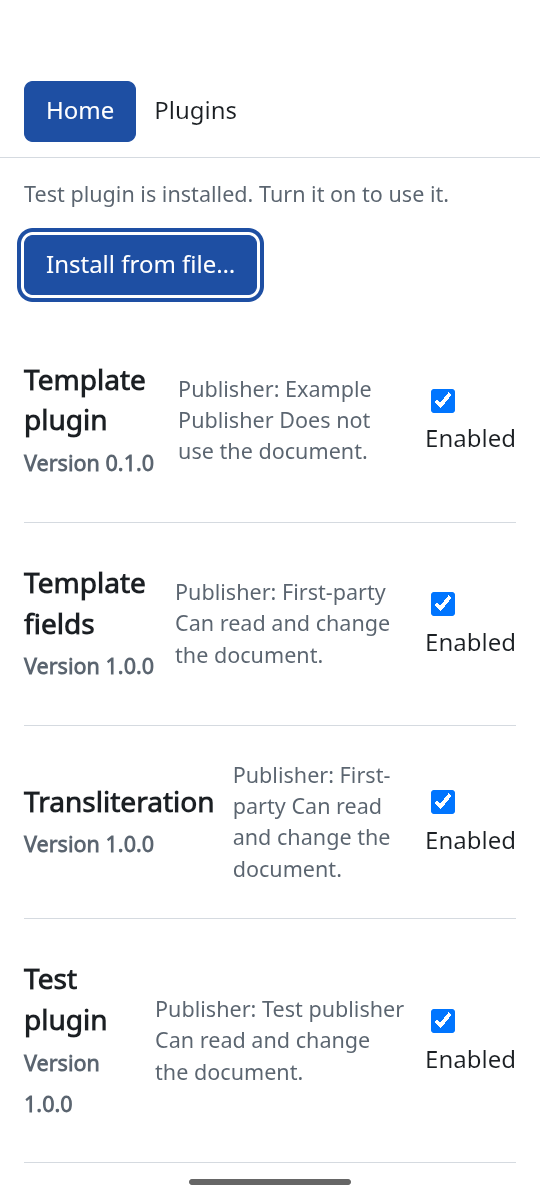 Home
Plugins
Test plugin is installed. Turn it on to use it.
Install from file...
Template
plugin
Version 0.1.0
Publisher: Example
Publisher Does not
use the document.
Enabled
Template
fields
Version 1.0.0
Publisher: First-party
Can read and change
the document.
Enabled
Transliteration
Version 1.0.0
Publisher: First-
party Can read
and change the
document.
Enabled
Test
plugin
Version
1.0.0
Publisher: Test publisher
Can read and change
the document.
Enabled